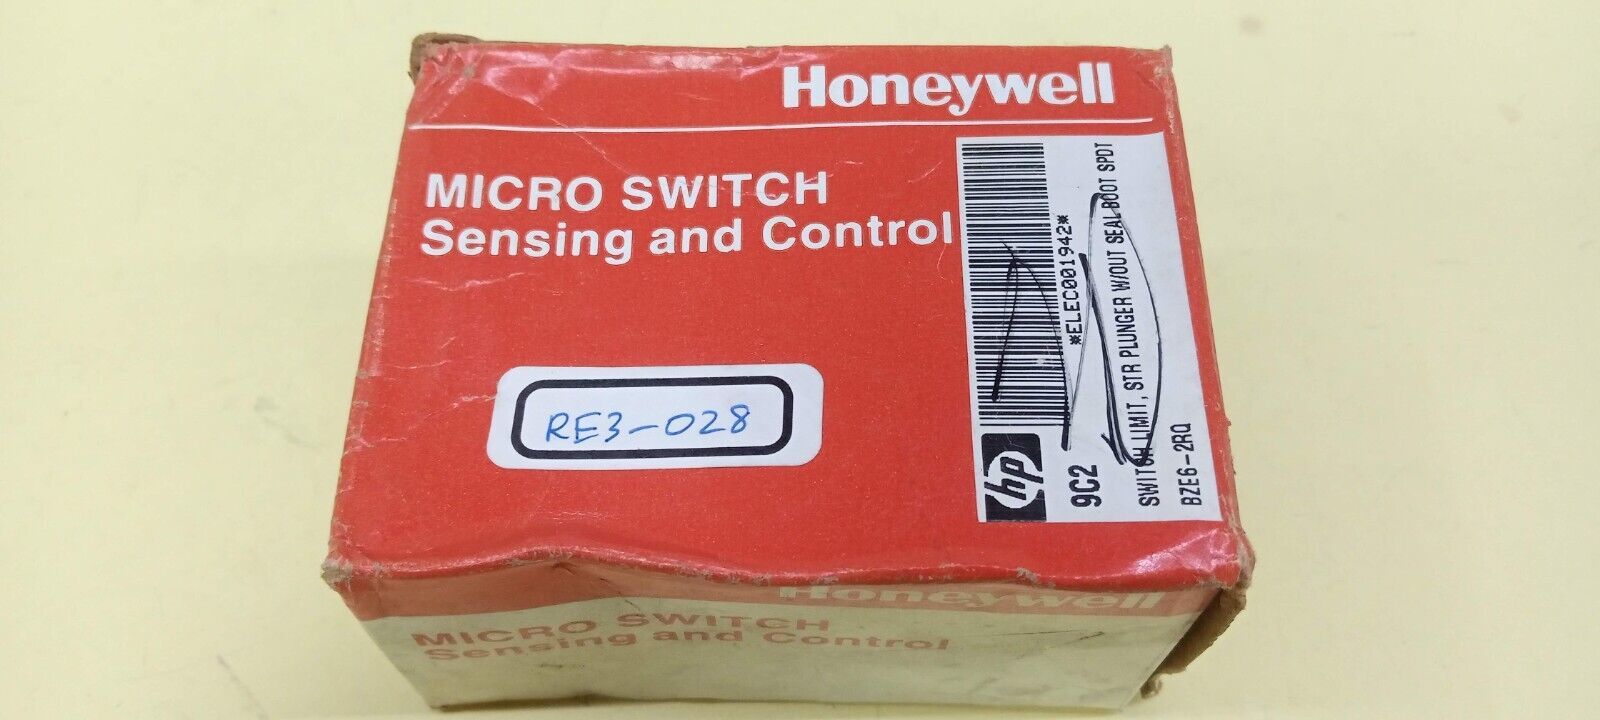 Honeywell
MICRO SWITCH
Sensing and Control
*ELEC001942*
hp
9C2
SWITCH LIMIT, STR PLUNGER W/OUT SEAL BOOT SPDT
BZE6-2RQ
RE3-028
Honeywell
MICRO SWITCH
Sensing and Control